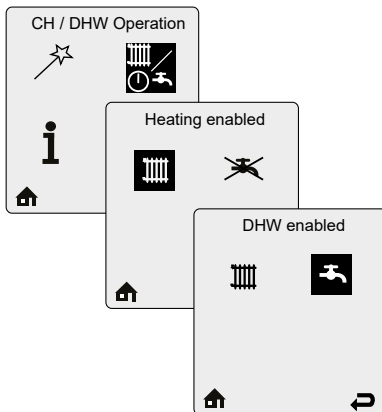 CH / DHW Operation
Heating enabled
DHW enabled